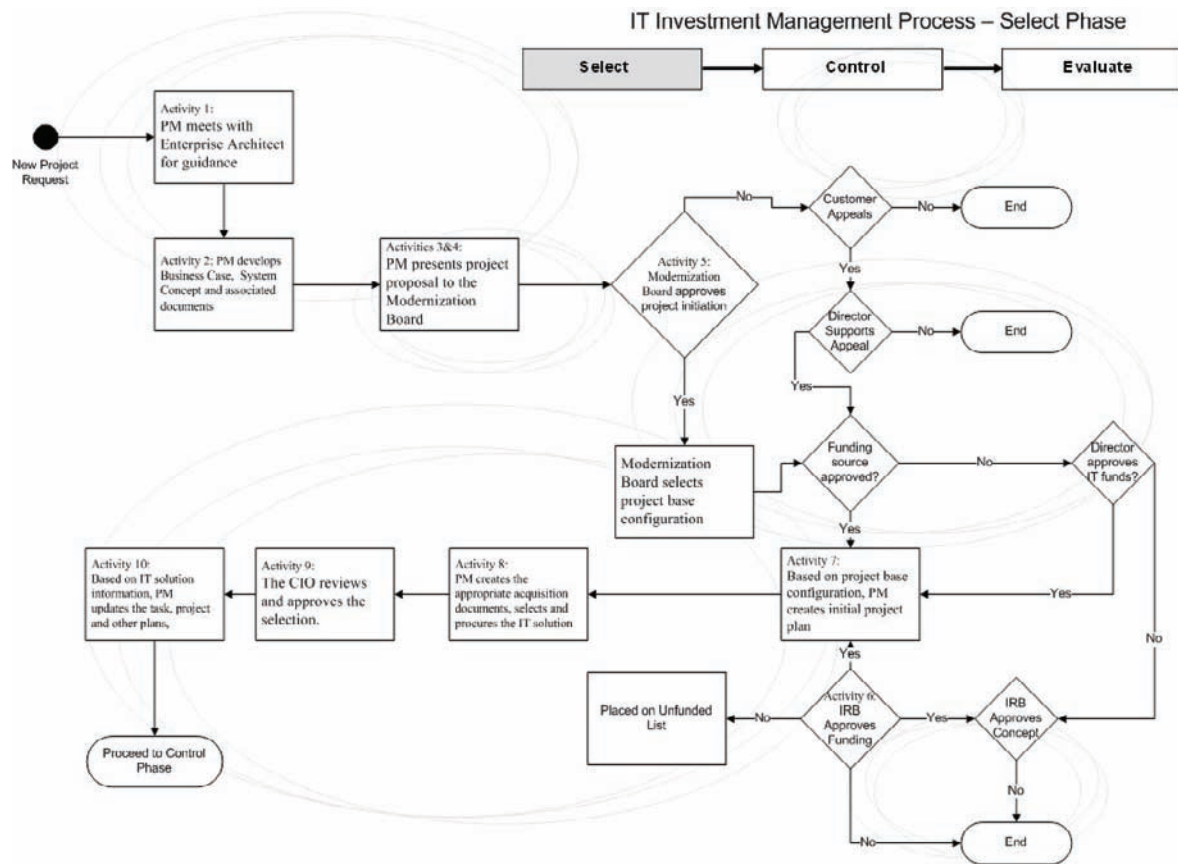 IT Investment Management Process – Select Phase
Select
Control
Evaluate
New Project
Request
Activity 1:
PM meets with
Enterprise Architect
for guidance
Activity 2: PM develops
Business Case, System
Concept and associated
documents
Activities 3&4:
PM presents project
proposal to the
Modernization
Board
Activity 5:
Modernization
Board approves
project initiation
No
Customer
Appeals
No
End
Yes
Director
Supports
Appeal
No
End
Yes
Yes
Modernization
Board selects
project base
configuration
Funding
source
approved?
No
Director
approves
IT funds?
Yes
Activity 10:
Based on IT solution
information, PM
updates the task, project
and other plans,
Activity 9:
The CIO reviews
and approves the
selection.
Activity 8:
PM creates the
appropriate acquisition
documents, selects and
procures the IT solution
Activity 7:
Based on project base
configuration, PM
creates initial project
plan
Yes
No
Yes
Placed on Unfunded
List
No
Activity 6:
IRB
Approves
Funding
Yes
IRB
Approves
Concept
Proceed to Control
Phase
No
No
End